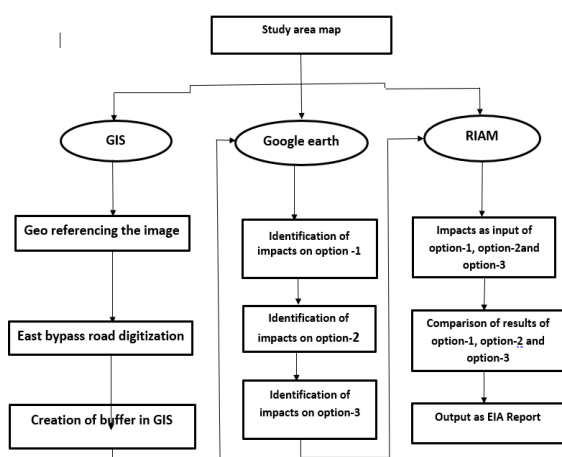 Study area map
GIS
Google earth
RIAM
Geo referencing the image
East bypass road digitization
Creation of buffer in GIS
Identification of
impacts on option -1
Identification of
impacts on option-2
Identification of
impacts on option-3
Impacts as input of
option-1, option-2and
option-3
Comparison of results of
option-1, option-2 and
option-3
Output as EIA Report